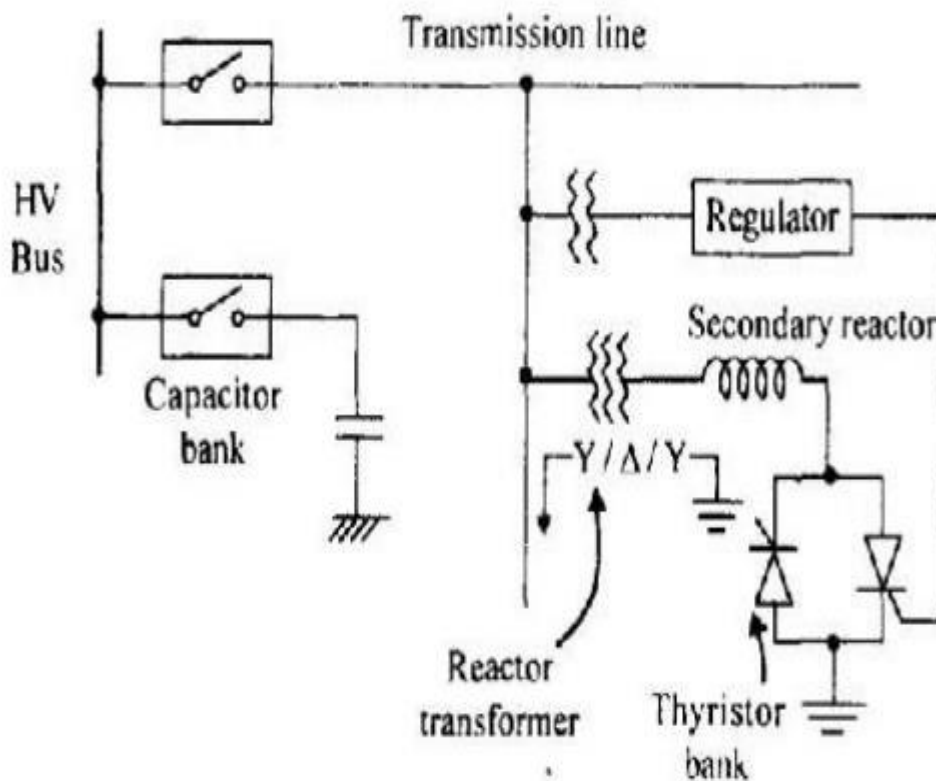 Transmission line
HV
Bus
Regulator
Secondary reactor
Capacitor
bank
Y / Δ / Y
Reactor
transformer
Thyristor
bank